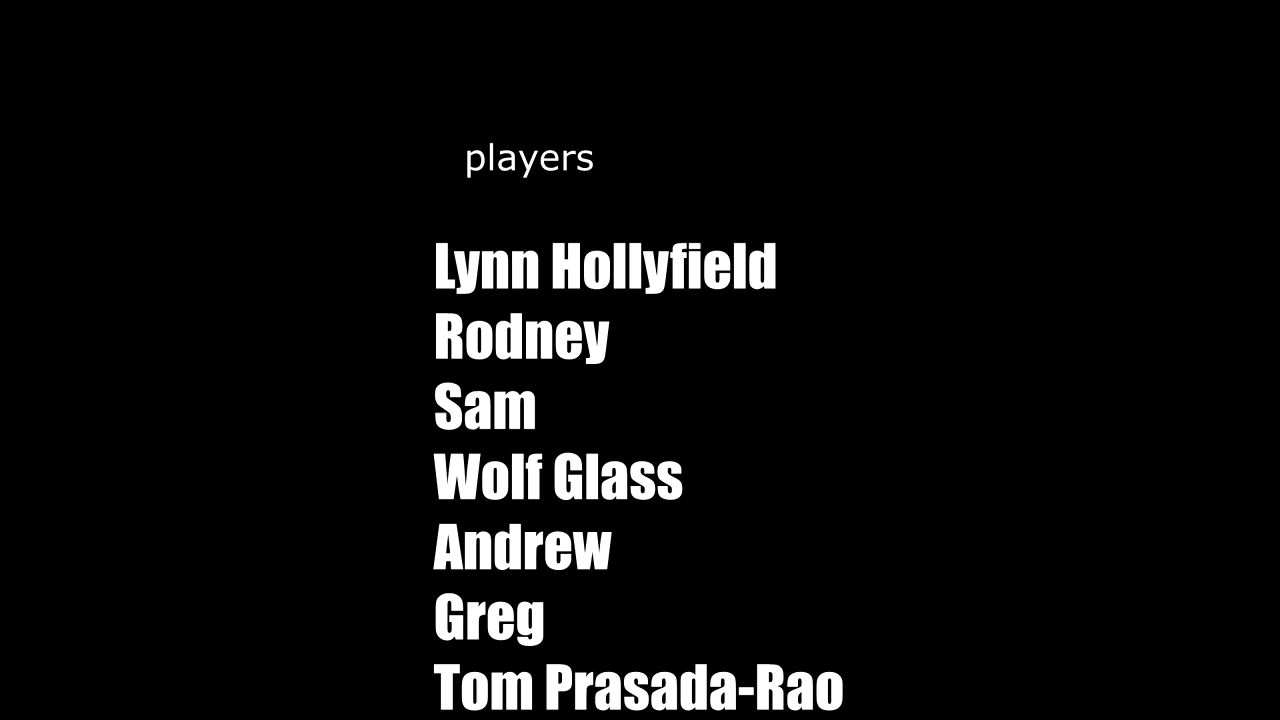 players
Lynn Hollyfield
Rodney
Sam
Wolf Glass
Andrew
Greg
Tom Prasada-Rao